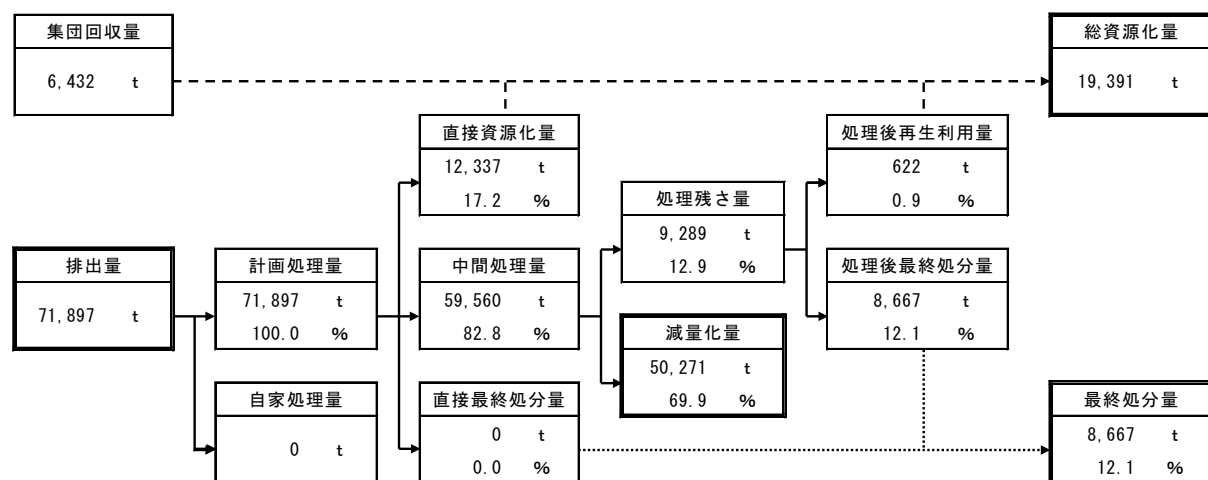 集団回収量
6,432 t
総資源化量
19,391 t
直接資源化量
12,337 t
17.2 %
処理後再生利用量
622 t
0.9 %
処理残さ量
9,289 t
12.9 %
排出量
71,897 t
計画処理量
71,897 t
100.0 %
中間処理量
59,560 t
82.8 %
処理後最終処分量
8,667 t
12.1 %
減量化量
50,271 t
69.9 %
自家処理量
0 t
直接最終処分量
0 t
0.0 %
最終処分量
8,667 t
12.1 %